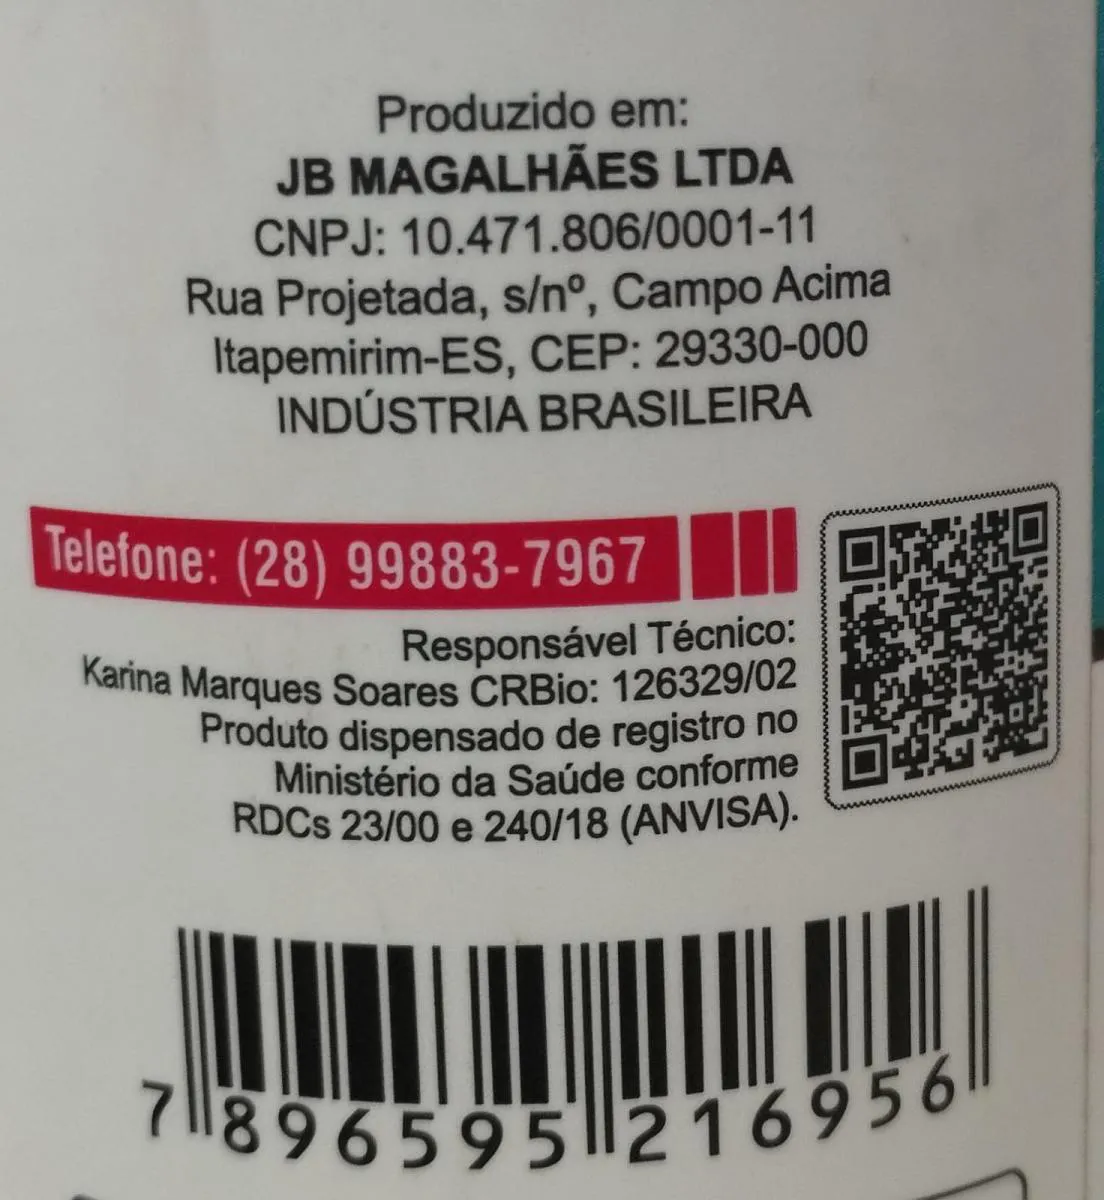 Produzido em:
JB MAGALHÃES LTDA
CNPJ: 10.471.806/0001-11
Rua Projetada, s/nº, Campo Acima
Itapemirim-ES, CEP: 29330-000
INDÚSTRIA BRASILEIRA
Telefone: (28) 99883-7967
Responsável Técnico:
Karina Marques Soares CRBio: 126329/02
Produto dispensado de registro no
Ministério da Saúde conforme
RDCs 23/00 e 240/18 (ANVISA).
7 896595 216956